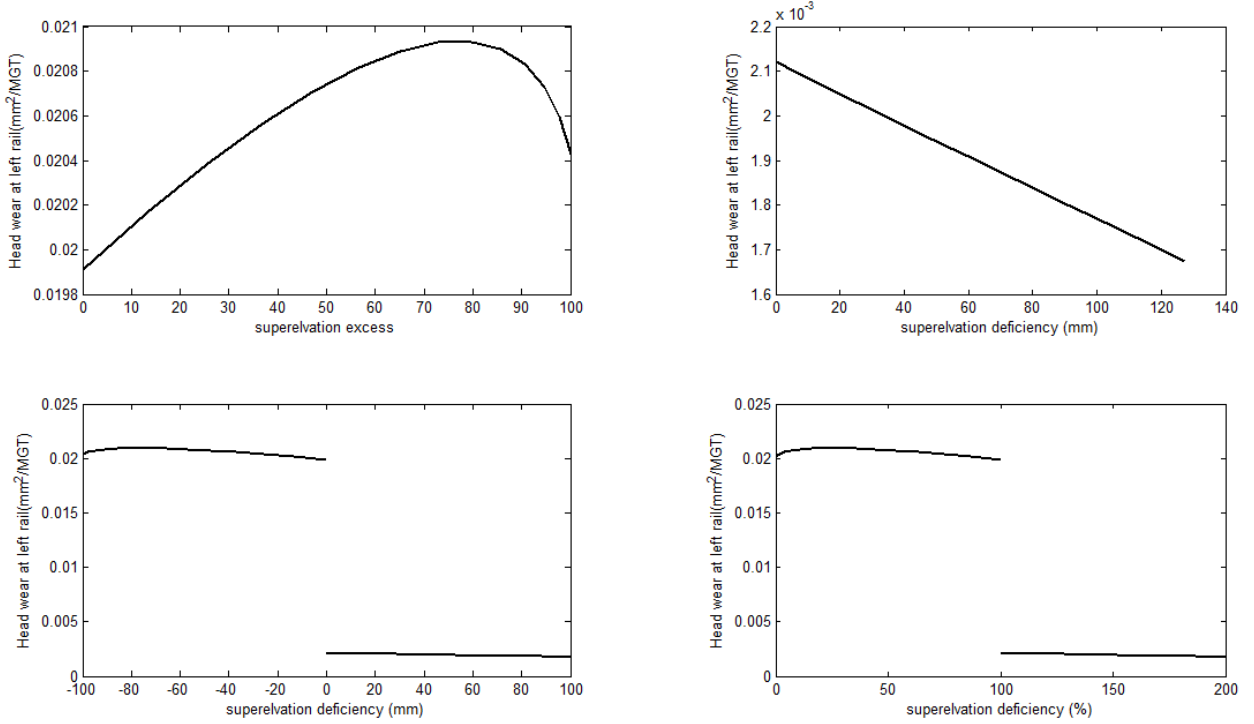 0.021
0.0208
0.0206
0.0204
0.0202
0.02
0.0198
Head wear at left rail(mm²/MGT)
0 10 20 30 40 50 60 70 80 90 100
superelvation excess
x 10⁻³
2.2
2.1
2
1.9
1.8
1.7
1.6
Head wear at left rail(mm²/MGT)
0 20 40 60 80 100 120 140
superelvation deficiency (mm)
0.025
0.02
0.015
0.01
0.005
0
Head wear at left rail(mm²/MGT)
-100 -80 -60 -40 -20 0 20 40 60 80 100
superelvation deficiency (mm)
0.025
0.02
0.015
0.01
0.005
0
Head wear at left rail(mm²/MGT)
0 50 100 150 200
superelvation deficiency (%)